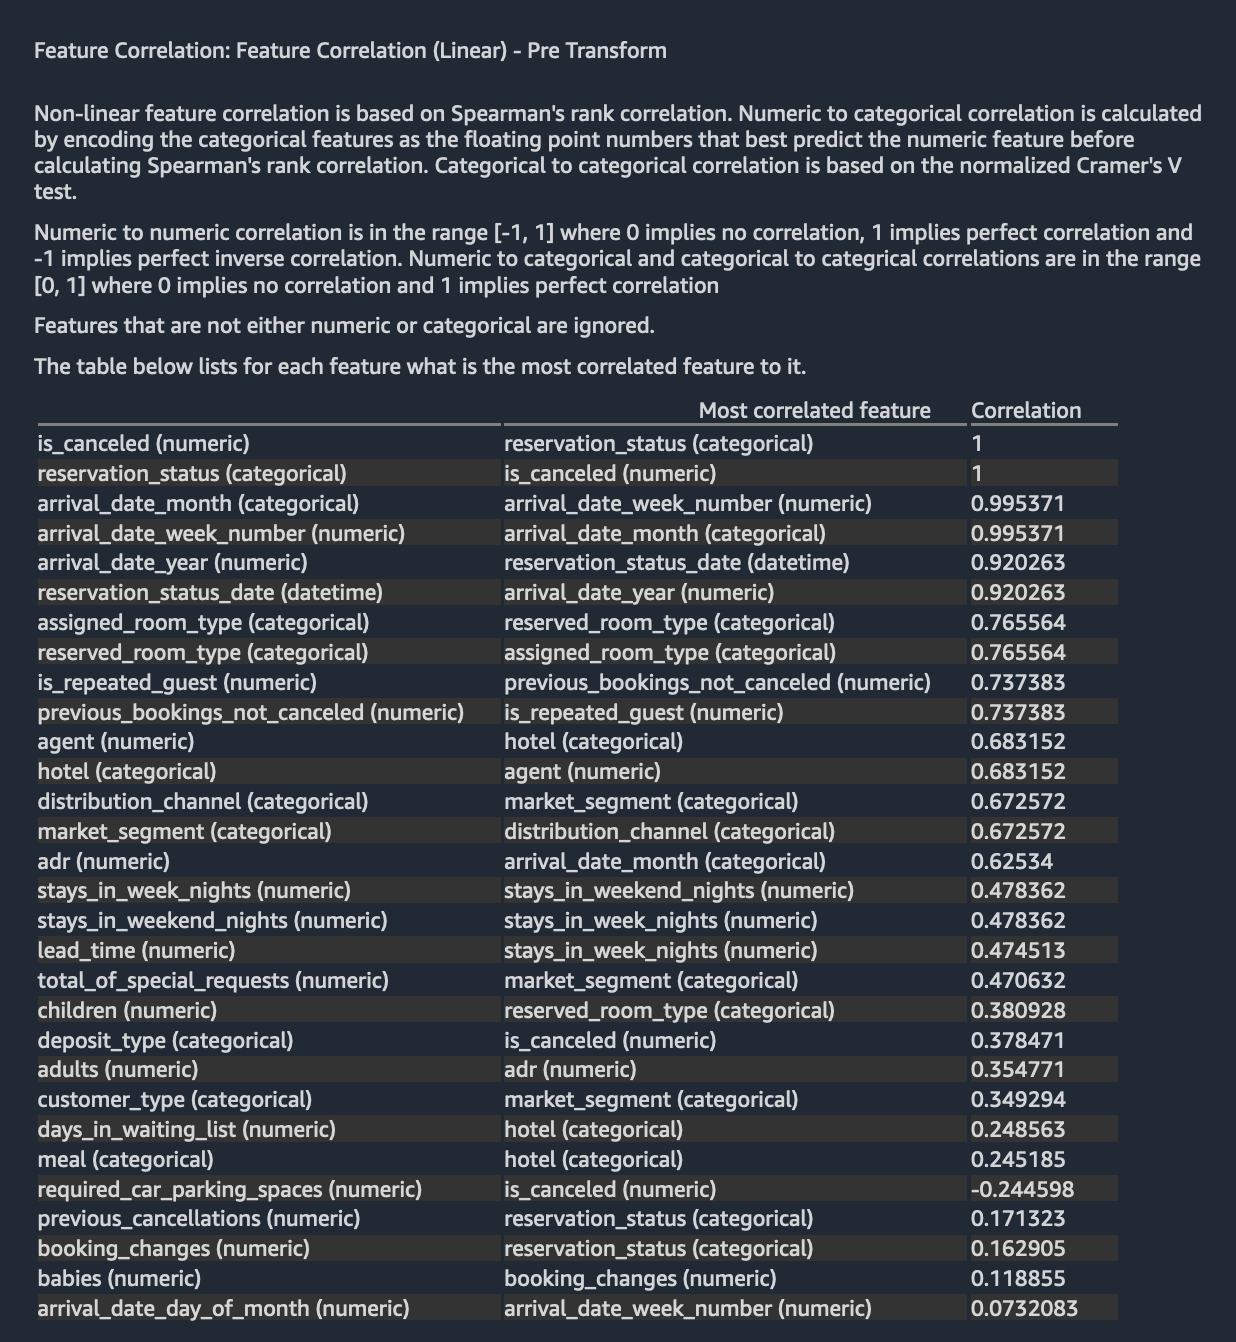 Feature Correlation: Feature Correlation (Linear) - Pre Transform
Non-linear feature correlation is based on Spearman's rank correlation. Numeric to categorical correlation is calculated
by encoding the categorical features as the floating point numbers that best predict the numeric feature before
calculating Spearman's rank correlation. Categorical to categorical correlation is based on the normalized Cramer's V
test.
Numeric to numeric correlation is in the range [-1, 1] where 0 implies no correlation, 1 implies perfect correlation and
-1 implies perfect inverse correlation. Numeric to categorical and categorical to categrical correlations are in the range
[0, 1] where 0 implies no correlation and 1 implies perfect correlation
Features that are not either numeric or categorical are ignored.
The table below lists for each feature what is the most correlated feature to it.
Most correlated feature Correlation
is_canceled (numeric) reservation_status (categorical) 1
reservation_status (categorical) is_canceled (numeric) 1
arrival_date_month (categorical) arrival_date_week_number (numeric) 0.995371
arrival_date_week_number (numeric) arrival_date_month (categorical) 0.995371
arrival_date_year (numeric) reservation_status_date (datetime) 0.920263
reservation_status_date (datetime) arrival_date_year (numeric) 0.920263
assigned_room_type (categorical) reserved_room_type (categorical) 0.765564
reserved_room_type (categorical) assigned_room_type (categorical) 0.765564
is_repeated_guest (numeric) previous_bookings_not_canceled (numeric) 0.737383
previous_bookings_not_canceled (numeric) is_repeated_guest (numeric) 0.737383
agent (numeric) hotel (categorical) 0.683152
hotel (categorical) agent (numeric) 0.683152
distribution_channel (categorical) market_segment (categorical) 0.672572
market_segment (categorical) distribution_channel (categorical) 0.672572
adr (numeric) arrival_date_month (categorical) 0.62534
stays_in_week_nights (numeric) stays_in_weekend_nights (numeric) 0.478362
stays_in_weekend_nights (numeric) stays_in_week_nights (numeric) 0.478362
lead_time (numeric) stays_in_week_nights (numeric) 0.474513
total_of_special_requests (numeric) market_segment (categorical) 0.470632
children (numeric) reserved_room_type (categorical) 0.380928
deposit_type (categorical) is_canceled (numeric) 0.378471
adults (numeric) adr (numeric) 0.354771
customer_type (categorical) market_segment (categorical) 0.349294
days_in_waiting_list (numeric) hotel (categorical) 0.248563
meal (categorical) hotel (categorical) 0.245185
required_car_parking_spaces (numeric) is_canceled (numeric) -0.244598
previous_cancellations (numeric) reservation_status (categorical) 0.171323
booking_changes (numeric) reservation_status (categorical) 0.162905
babies (numeric) booking_changes (numeric) 0.118855
arrival_date_day_of_month (numeric) arrival_date_week_number (numeric) 0.0732083